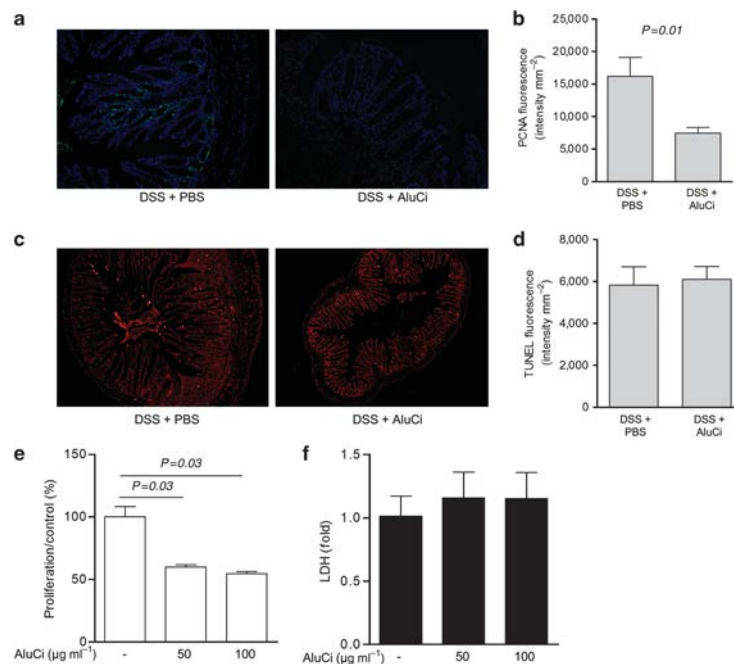 a
DSS + PBS
DSS + AluCi
b
P=0.01
PCNA fluorescence
(intensity mm⁻²)
20,000
15,000
10,000
5,000
0
DSS +
PBS
DSS +
AluCi
c
DSS + PBS
DSS + AluCi
d
TUNEL fluorescence
(intensity mm⁻²)
8,000
6,000
4,000
2,000
0
DSS +
PBS
DSS +
AluCi
e
P=0.03
P=0.03
Proliferation/control (%)
150
100
50
0
AluCi (µg ml⁻¹) - 50 100
f
LDH (fold)
1.5
1.0
0.5
0.0
AluCi (µg ml⁻¹) - 50 100